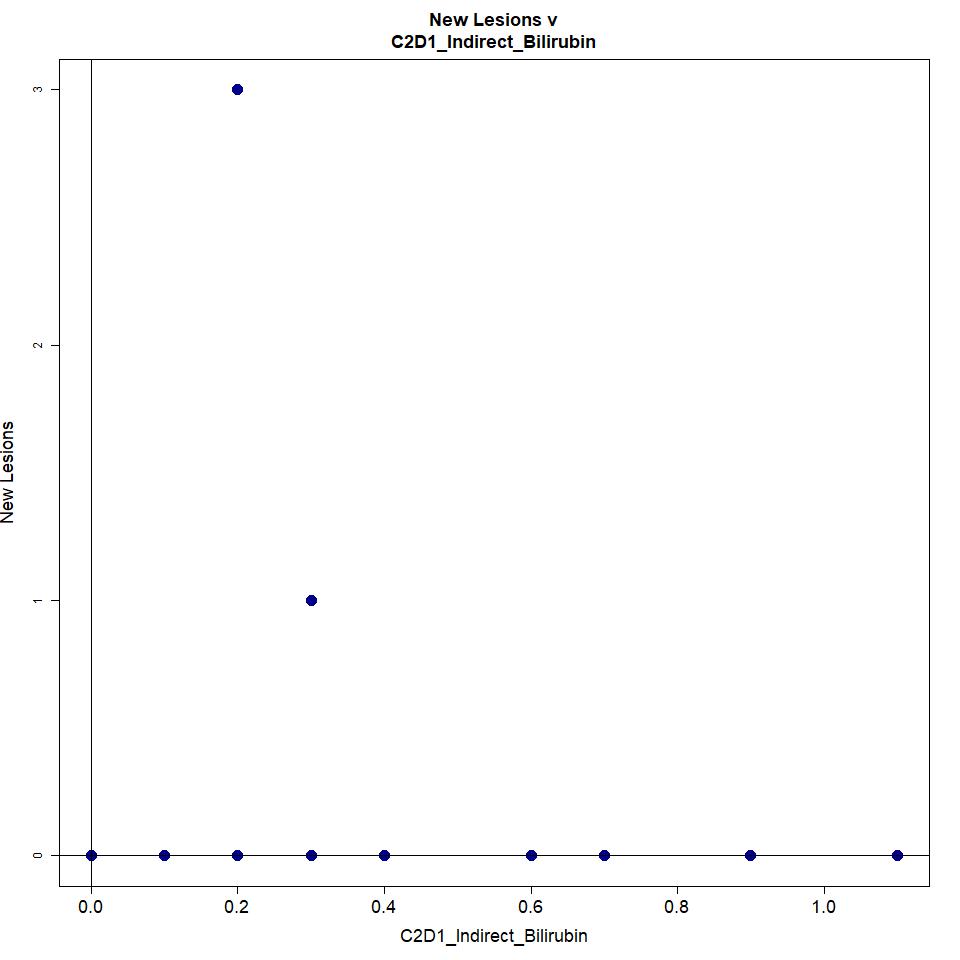 New Lesions v
C2D1_Indirect_Bilirubin
3
2
1
0
New Lesions
0.0 0.2 0.4 0.6 0.8 1.0
C2D1_Indirect_Bilirubin